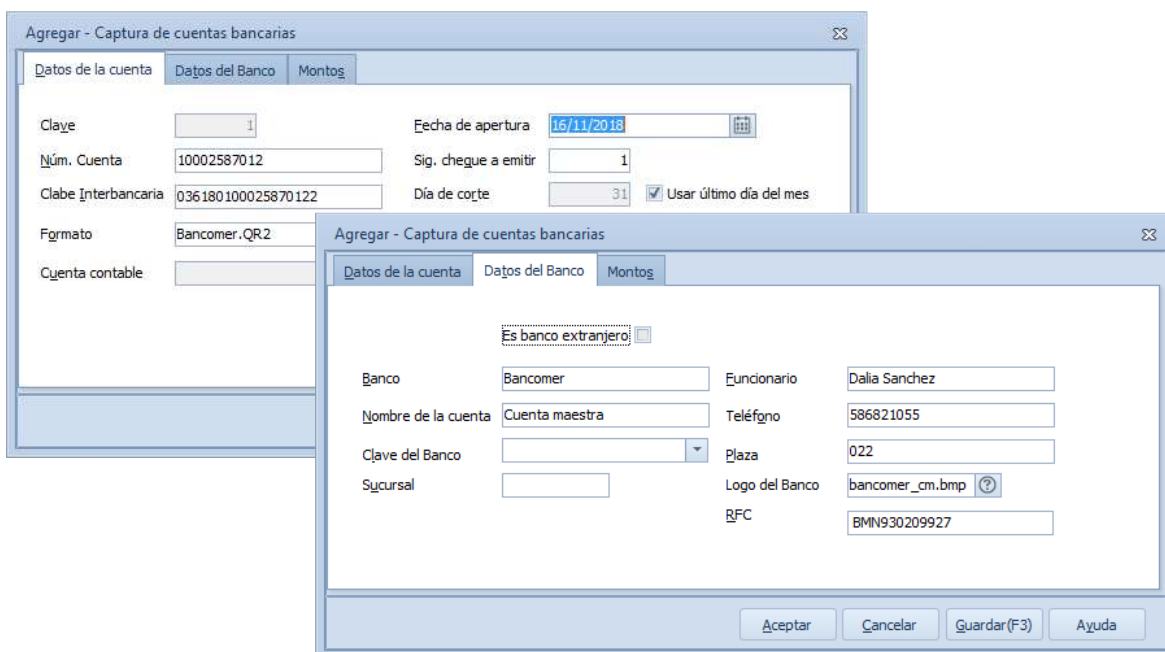 Agregar - Captura de cuentas bancarias
Datos de la cuenta Datos del Banco Montos
Clave 1 Fecha de apertura 16/11/2018
Núm. Cuenta 10002587012 Sig. cheque a emitir 1
Clabe Interbancaria 036180100025870122 Día de corte 31 Usar último día del mes
Formato Bancomer.QR2
Cuenta contable
Agregar - Captura de cuentas bancarias
Datos de la cuenta Datos del Banco Montos
Es banco extranjero
Banco Bancomer Funcionario Dalia Sanchez
Nombre de la cuenta Cuenta maestra Teléfono 586821055
Clave del Banco Plaza 022
Sucursal Logo del Banco bancomer_cm.bmp
RFC BMN930209927
Aceptar Cancelar Guardar(F3) Ayuda